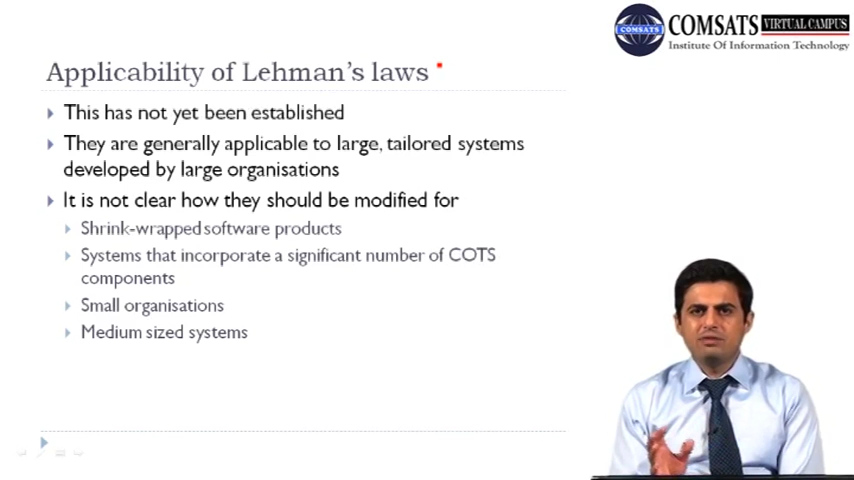 COMSATS VIRTUAL CAMPUS
COMSATS
Institute Of Information Technology
Applicability of Lehman's laws
This has not yet been established
They are generally applicable to large, tailored systems
developed by large organisations
It is not clear how they should be modified for
Shrink-wrapped software products
Systems that incorporate a significant number of COTS
components
Small organisations
Medium sized systems